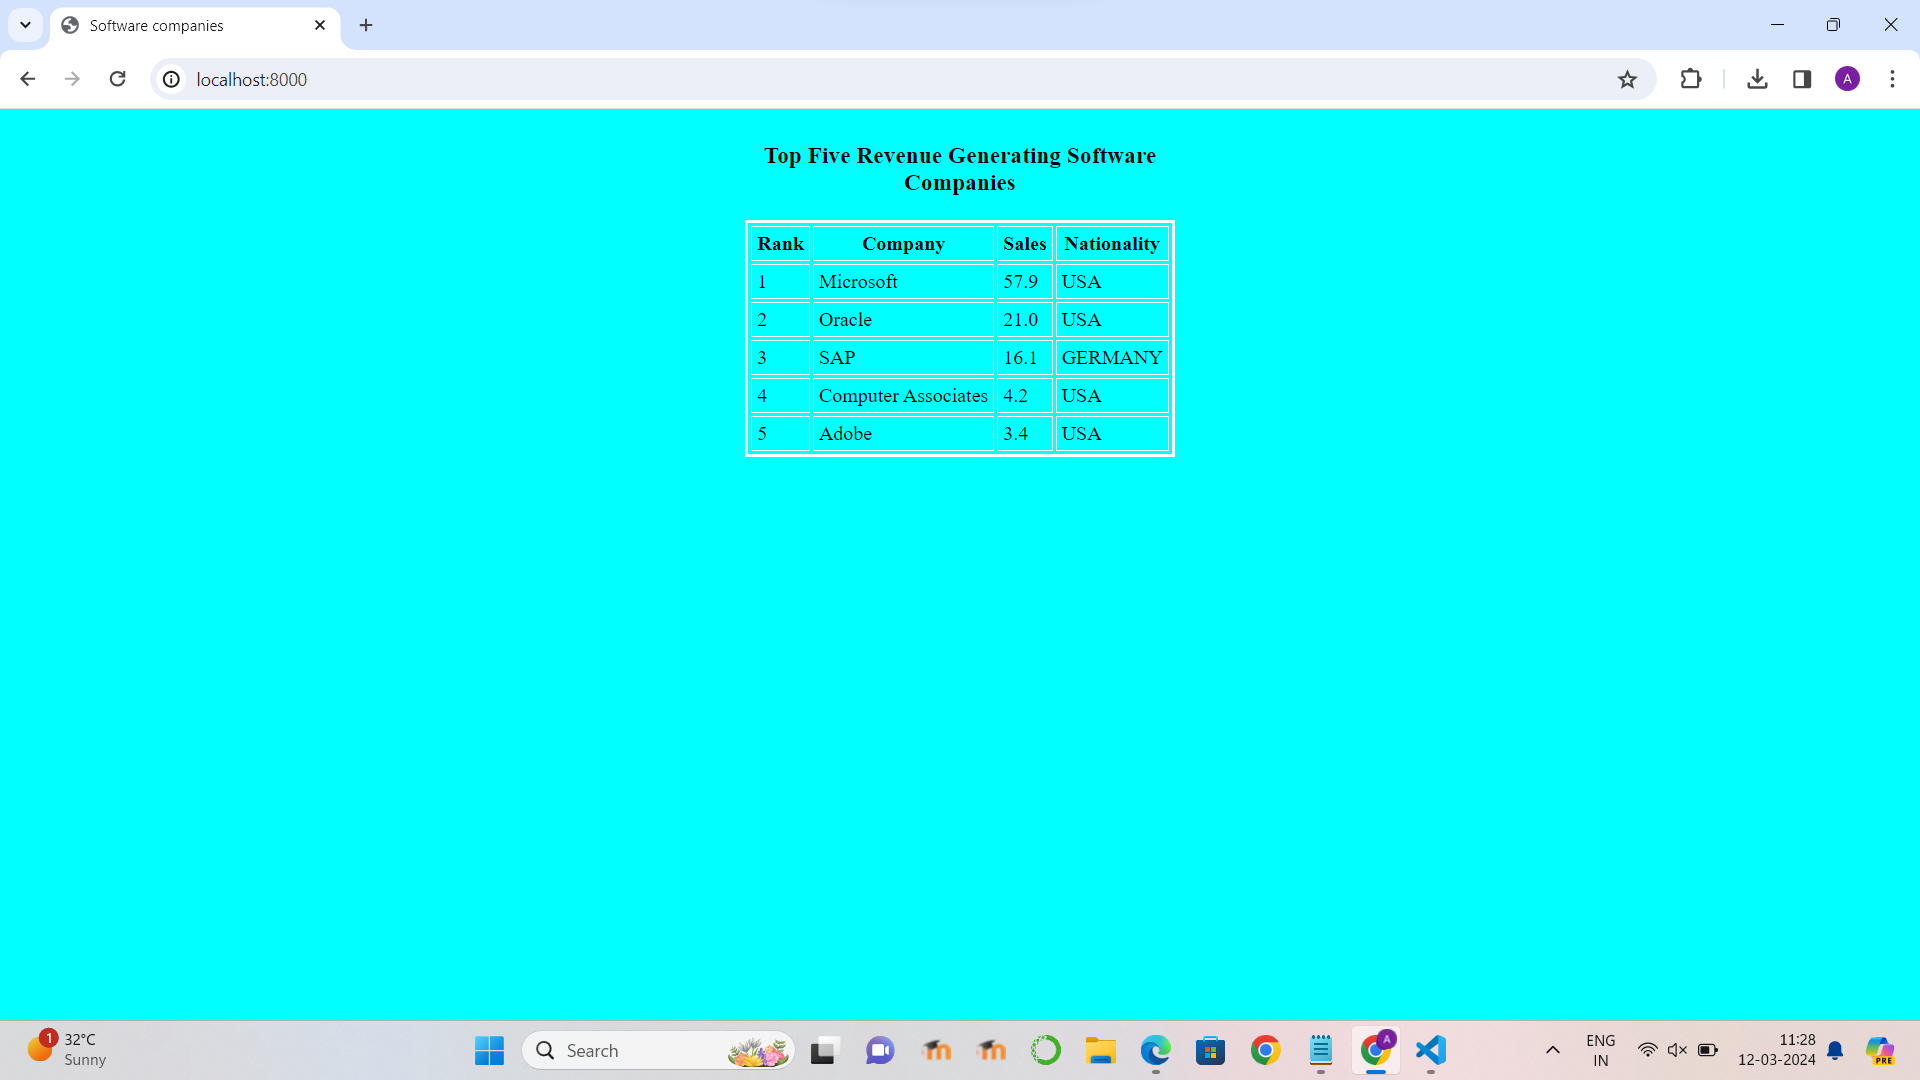 Software companies
localhost:8000
A
Top Five Revenue Generating Software
Companies
Rank Company Sales Nationality
1 Microsoft 57.9 USA
2 Oracle 21.0 USA
3 SAP 16.1 GERMANY
4 Computer Associates 4.2 USA
5 Adobe 3.4 USA
1 32°C
Sunny
Search
m
m
A
ENG
IN
11:28
12-03-2024
PRE